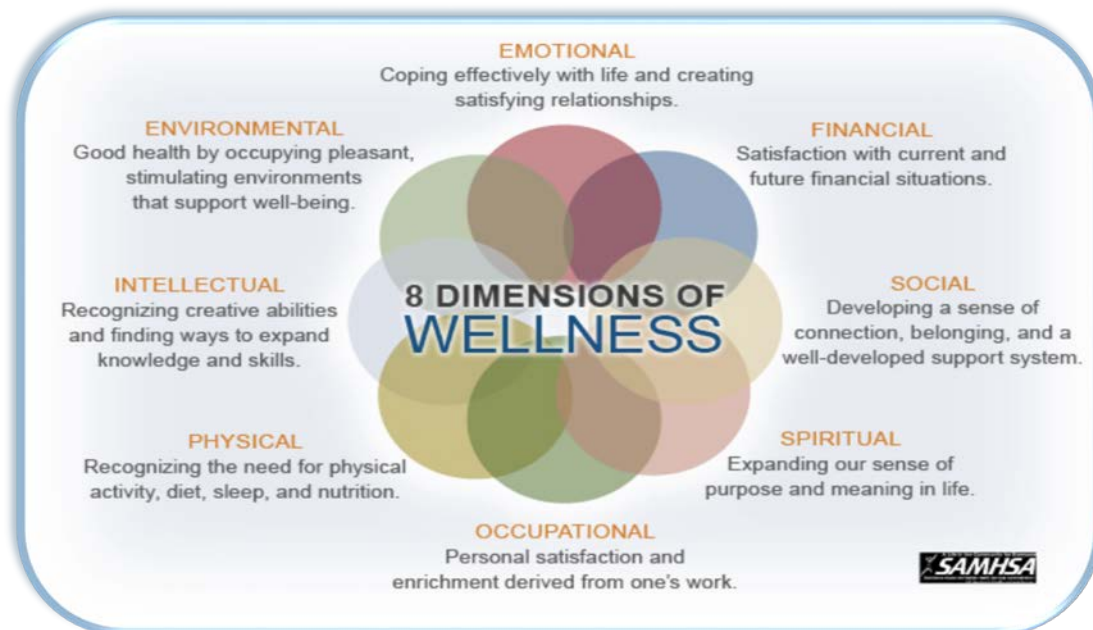 EMOTIONAL
Coping effectively with life and creating
satisfying relationships.
ENVIRONMENTAL
Good health by occupying pleasant,
stimulating environments
that support well-being.
FINANCIAL
Satisfaction with current and
future financial situations.
8 DIMENSIONS OF
WELLNESS
INTELLECTUAL
Recognizing creative abilities
and finding ways to expand
knowledge and skills.
SOCIAL
Developing a sense of
connection, belonging, and a
well-developed support system.
PHYSICAL
Recognizing the need for physical
activity, diet, sleep, and nutrition.
SPIRITUAL
Expanding our sense of
purpose and meaning in life.
OCCUPATIONAL
Personal satisfaction and
enrichment derived from one's work.
SAMHSA